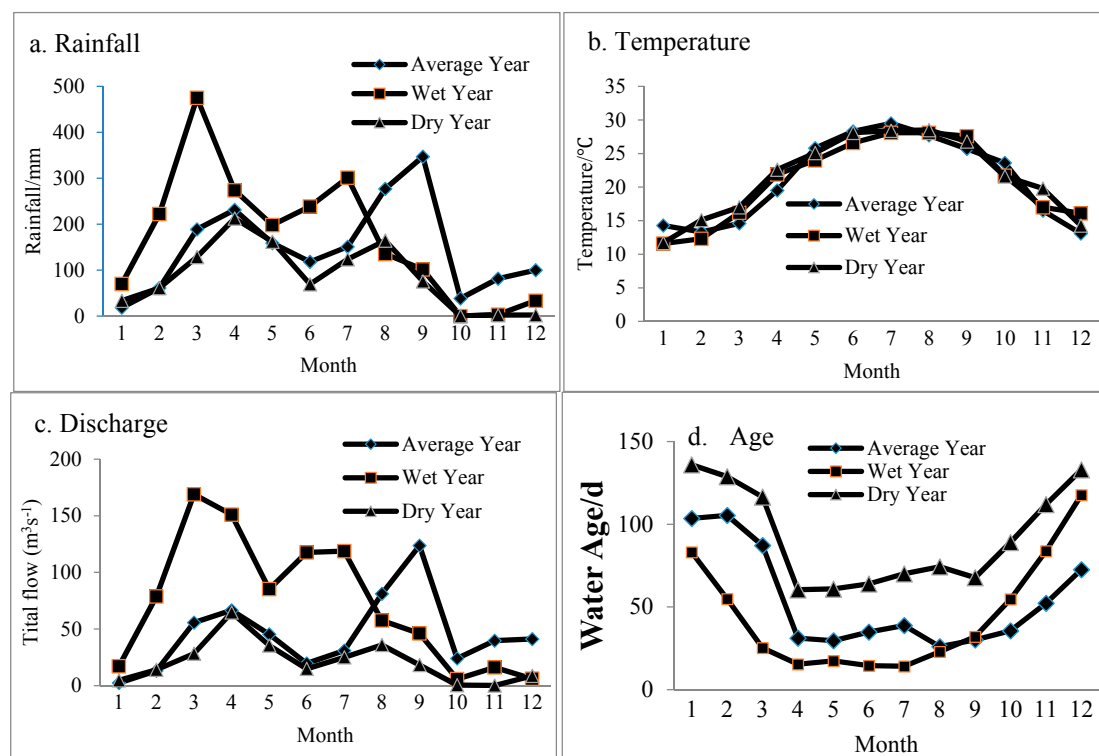 a. Rainfall
Average Year
Wet Year
Dry Year
500
400
300
200
100
0
Rainfall/mm
1 2 3 4 5 6 7 8 9 10 11 12
Month
b. Temperature
35
30
25
20
15
10
5
0
Temperature/°C
Average Year
Wet Year
Dry Year
1 2 3 4 5 6 7 8 9 10 11 12
Month
c. Discharge
Average Year
Wet Year
Dry Year
200
150
100
50
0
Tital flow (m³s⁻¹)
1 2 3 4 5 6 7 8 9 10 11 12
Month
d. Age
Average Year
Wet Year
Dry Year
150
100
50
0
Water Age/d
1 2 3 4 5 6 7 8 9 10 11 12
Month